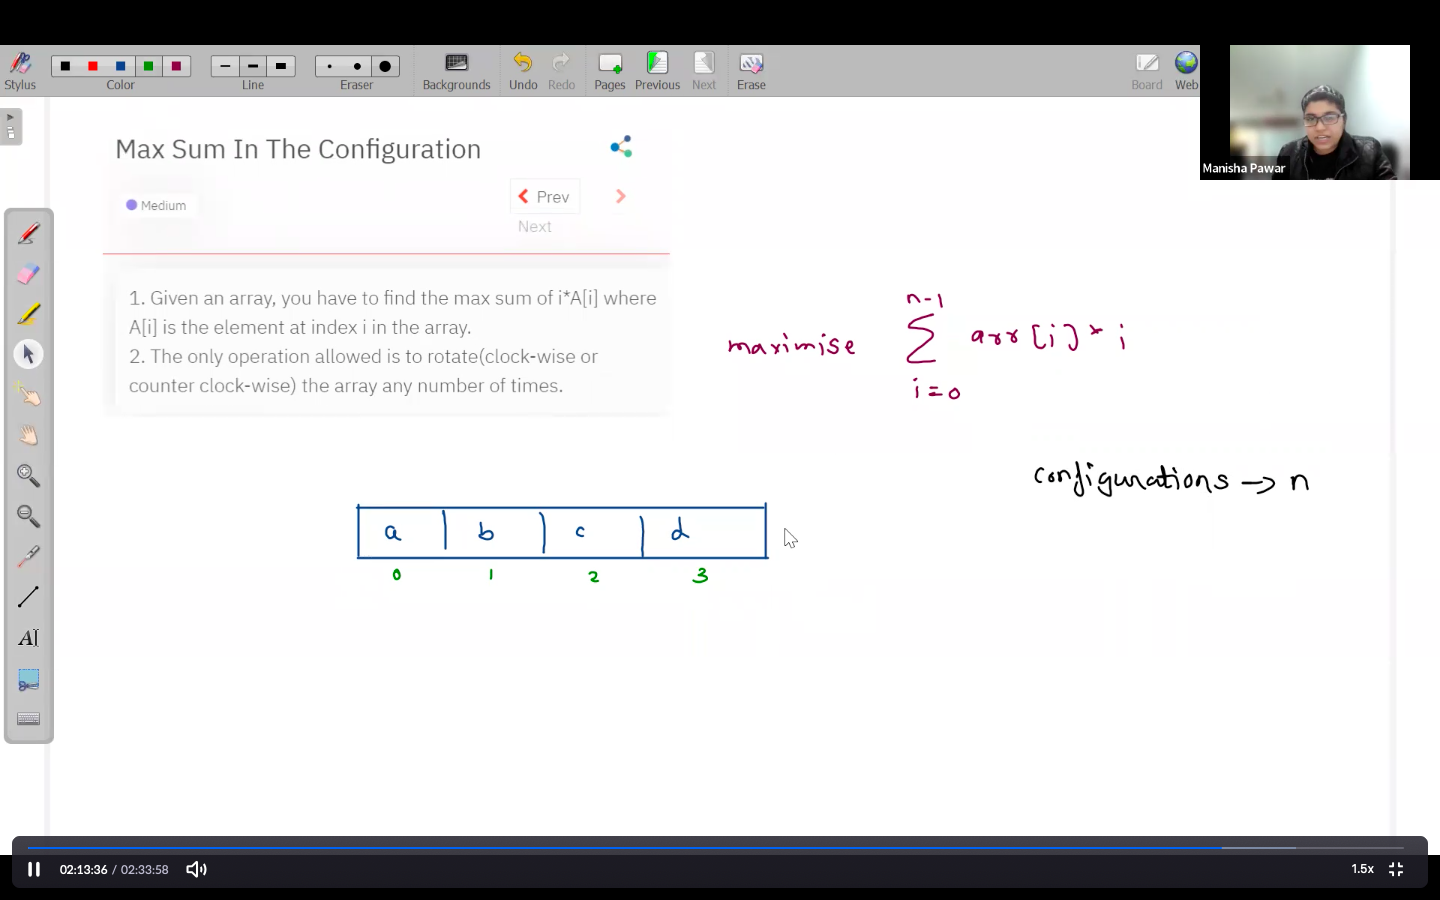 Stylus
Color
Line
Eraser
Backgrounds
Undo
Redo
Pages
Previous
Next
Erase
Board
Web
Manisha Pawar
Max Sum In The Configuration
Medium
Prev
Next
1. Given an array, you have to find the max sum of i*A[i] where
A[i] is the element at index i in the array.
2. The only operation allowed is to rotate(clock-wise or
counter clock-wise) the array any number of times.
n-1
maximise Σ arr[i]* i
i=0
configurations → n
a b c d
0 1 2 3
AI
02:13:36 / 02:33:58
1.5x